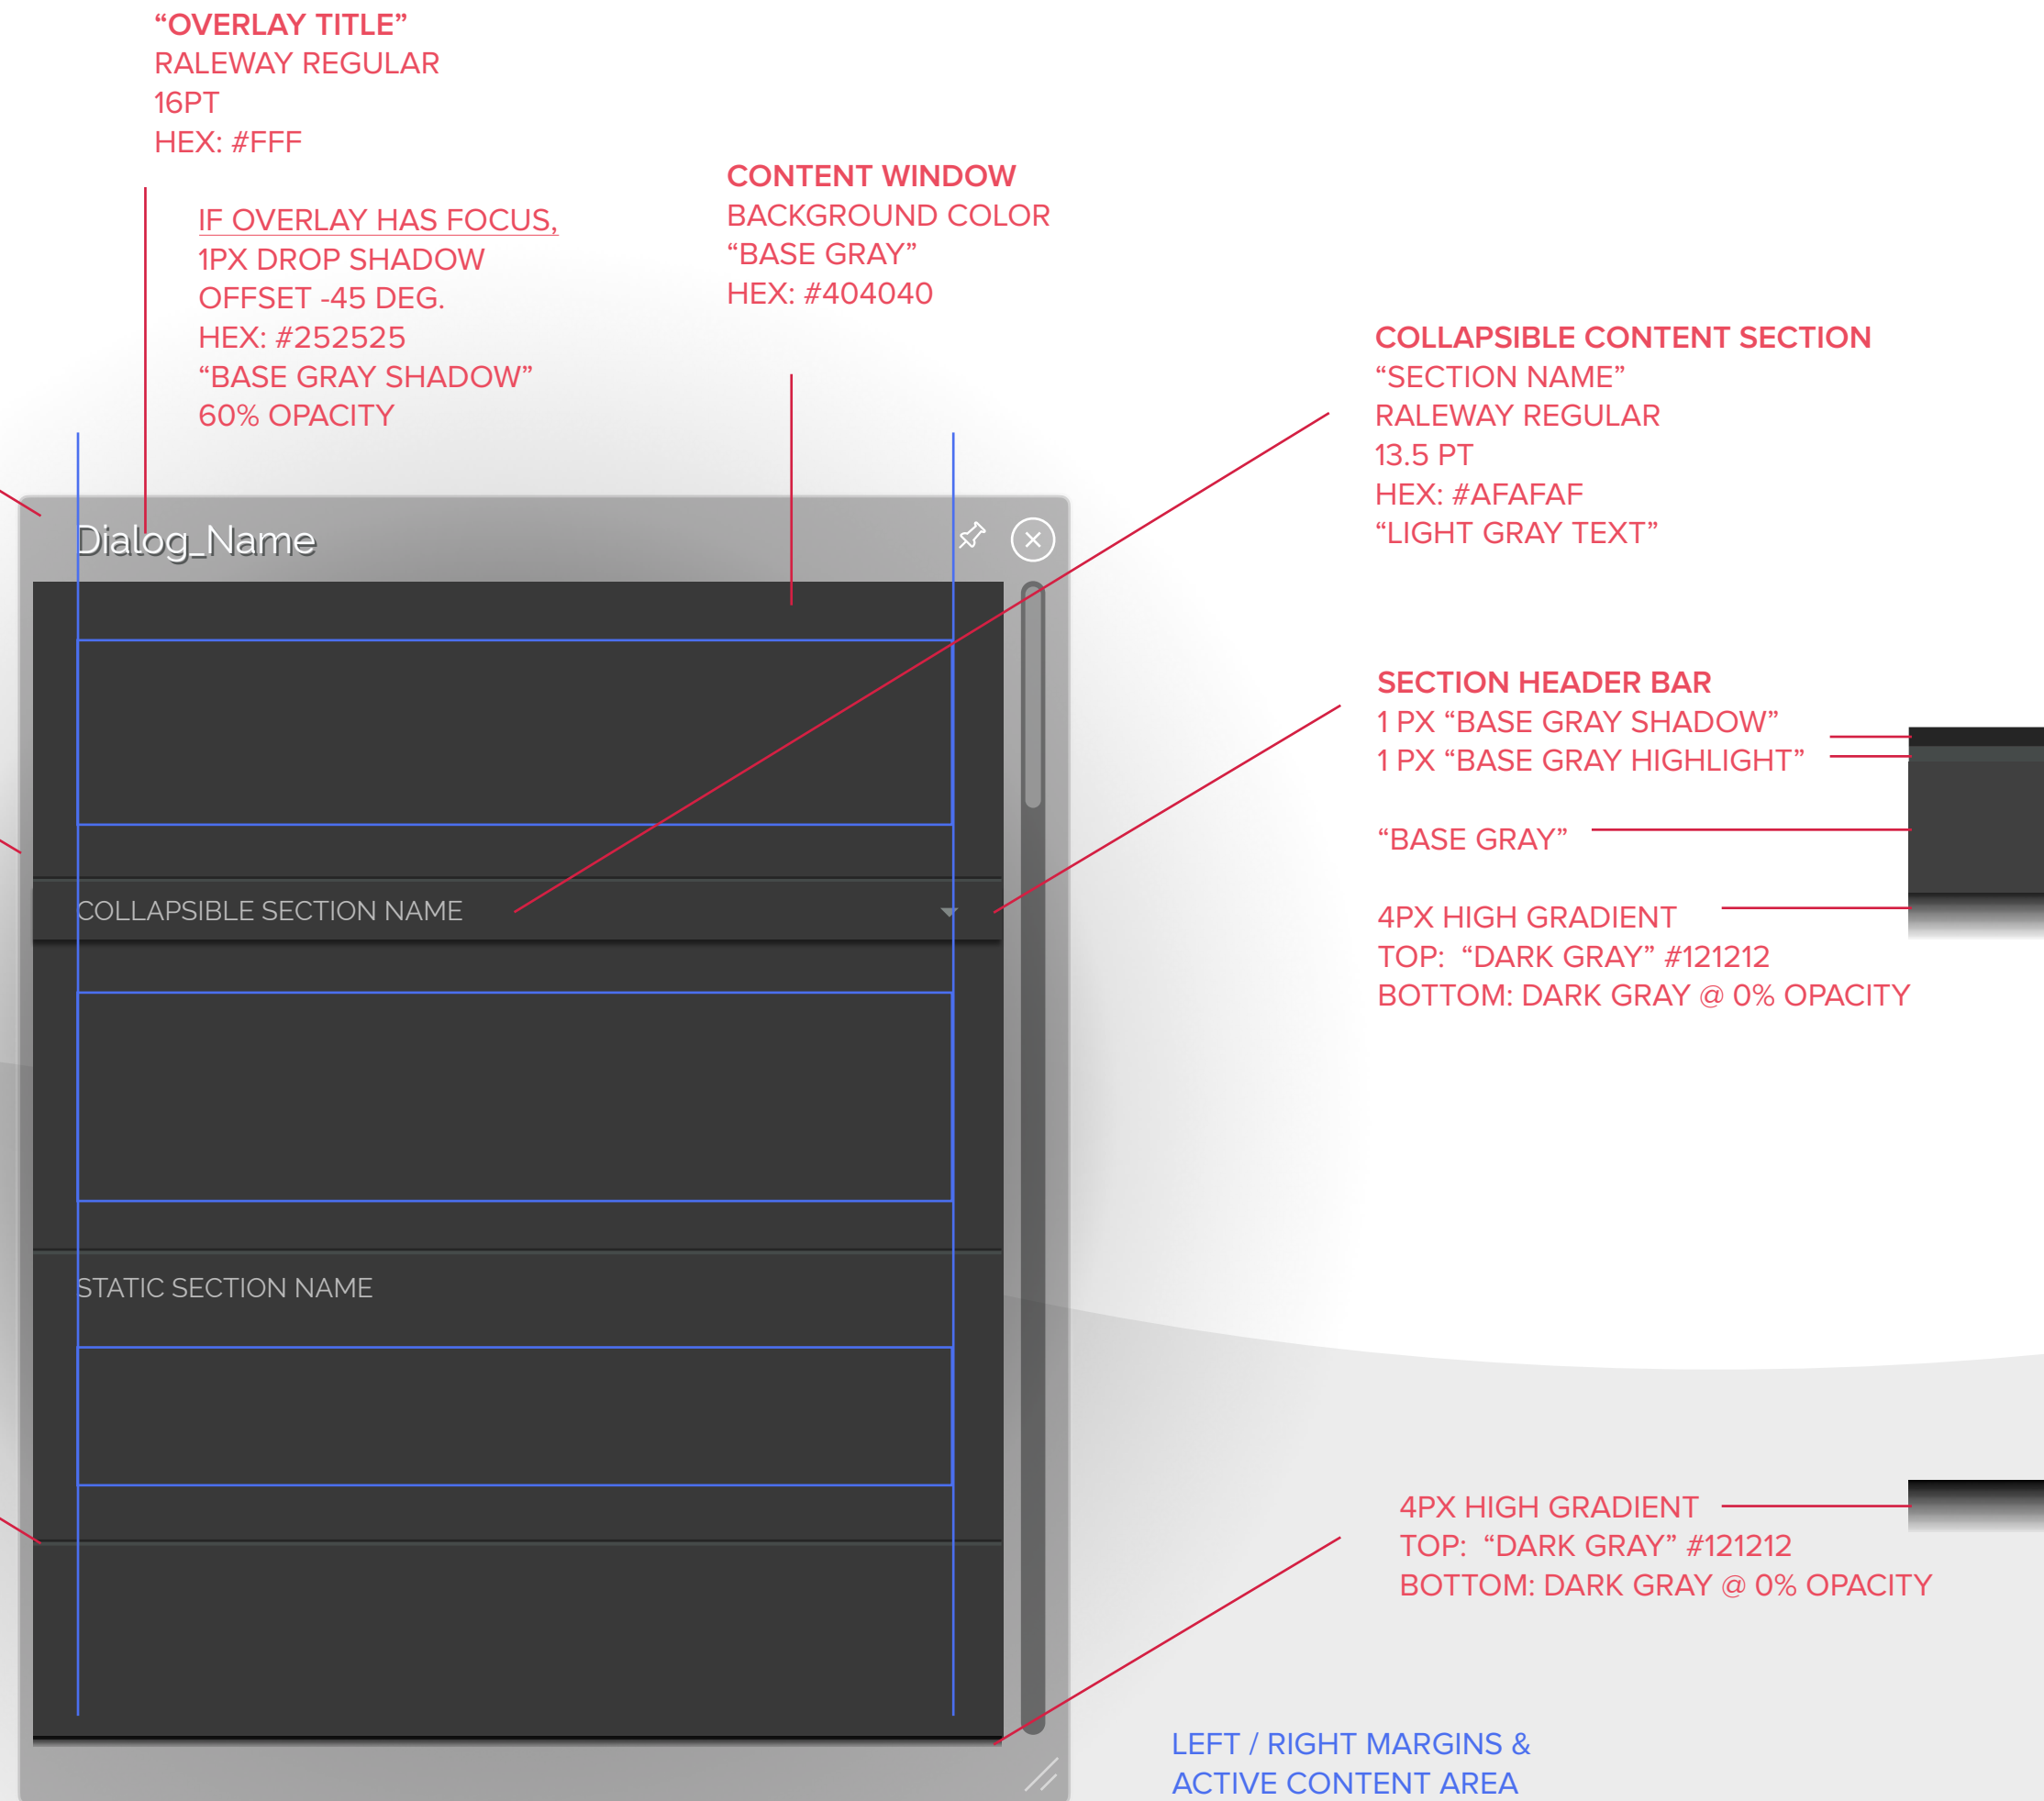 “OVERLAY TITLE”
RALEWAY REGULAR
16PT
HEX: #FFF
IF OVERLAY HAS FOCUS,
1PX DROP SHADOW
OFFSET -45 DEG.
HEX: #252525
“BASE GRAY SHADOW”
60% OPACITY
CONTENT WINDOW
BACKGROUND COLOR
“BASE GRAY”
HEX: #404040
COLLAPSIBLE CONTENT SECTION
“SECTION NAME”
RALEWAY REGULAR
13.5 PT
HEX: #AFAFAF
“LIGHT GRAY TEXT”
Dialog_Name
SECTION HEADER BAR
1 PX “BASE GRAY SHADOW”
1 PX “BASE GRAY HIGHLIGHT”
“BASE GRAY”
4PX HIGH GRADIENT
TOP: “DARK GRAY” #121212
BOTTOM: DARK GRAY @ 0% OPACITY
COLLAPSIBLE SECTION NAME
STATIC SECTION NAME
4PX HIGH GRADIENT
TOP: “DARK GRAY” #121212
BOTTOM: DARK GRAY @ 0% OPACITY
LEFT / RIGHT MARGINS &
ACTIVE CONTENT AREA